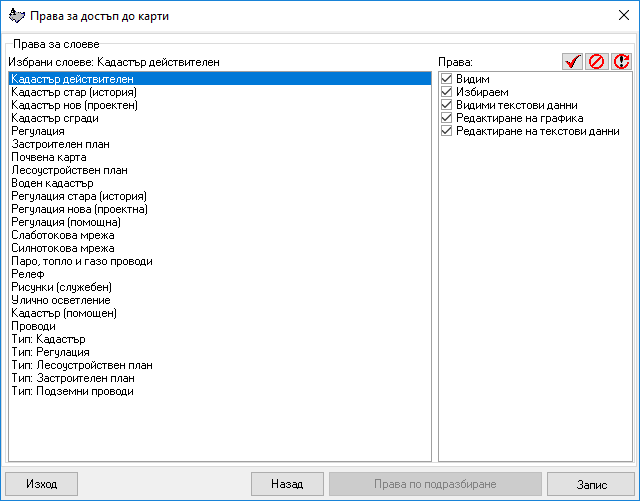 Права за достъп до карти
Права за слоеве
Избрани слоеве: Кадастър действителен
Права:
Кадастър действителен
Кадастър стар (история)
Кадастър нов (проектен)
Кадастър сгради
Регулация
Застроителен план
Почвена карта
Лесоустройствен план
Воден кадастър
Регулация стара (история)
Регулация нова (проектна)
Регулация (помощна)
Слаботокова мрежа
Силнотокова мрежа
Паро, топло и газо проводи
Релеф
Рисунки (служебен)
Улично осветление
Кадастър (помощен)
Проводи
Тип: Кадастър
Тип: Регулация
Тип: Лесоустройствен план
Тип: Застроителен план
Тип: Подземни проводи
Видим
Избираем
Видими текстови данни
Редактиране на графика
Редактиране на текстови данни
Изход
Назад
Права по подразбиране
Запис